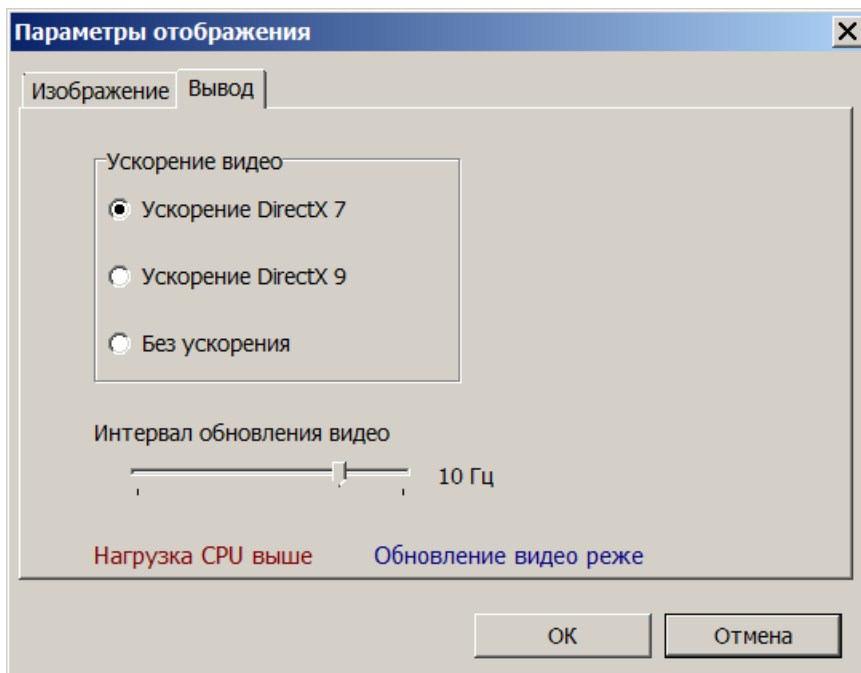 Параметры отображения
Изображение
Вывод
Ускорение видео
Ускорение DirectX 7
Ускорение DirectX 9
Без ускорения
Интервал обновления видео
10 Гц
Нагрузка CPU выше
Обновление видео реже
ОК
Отмена